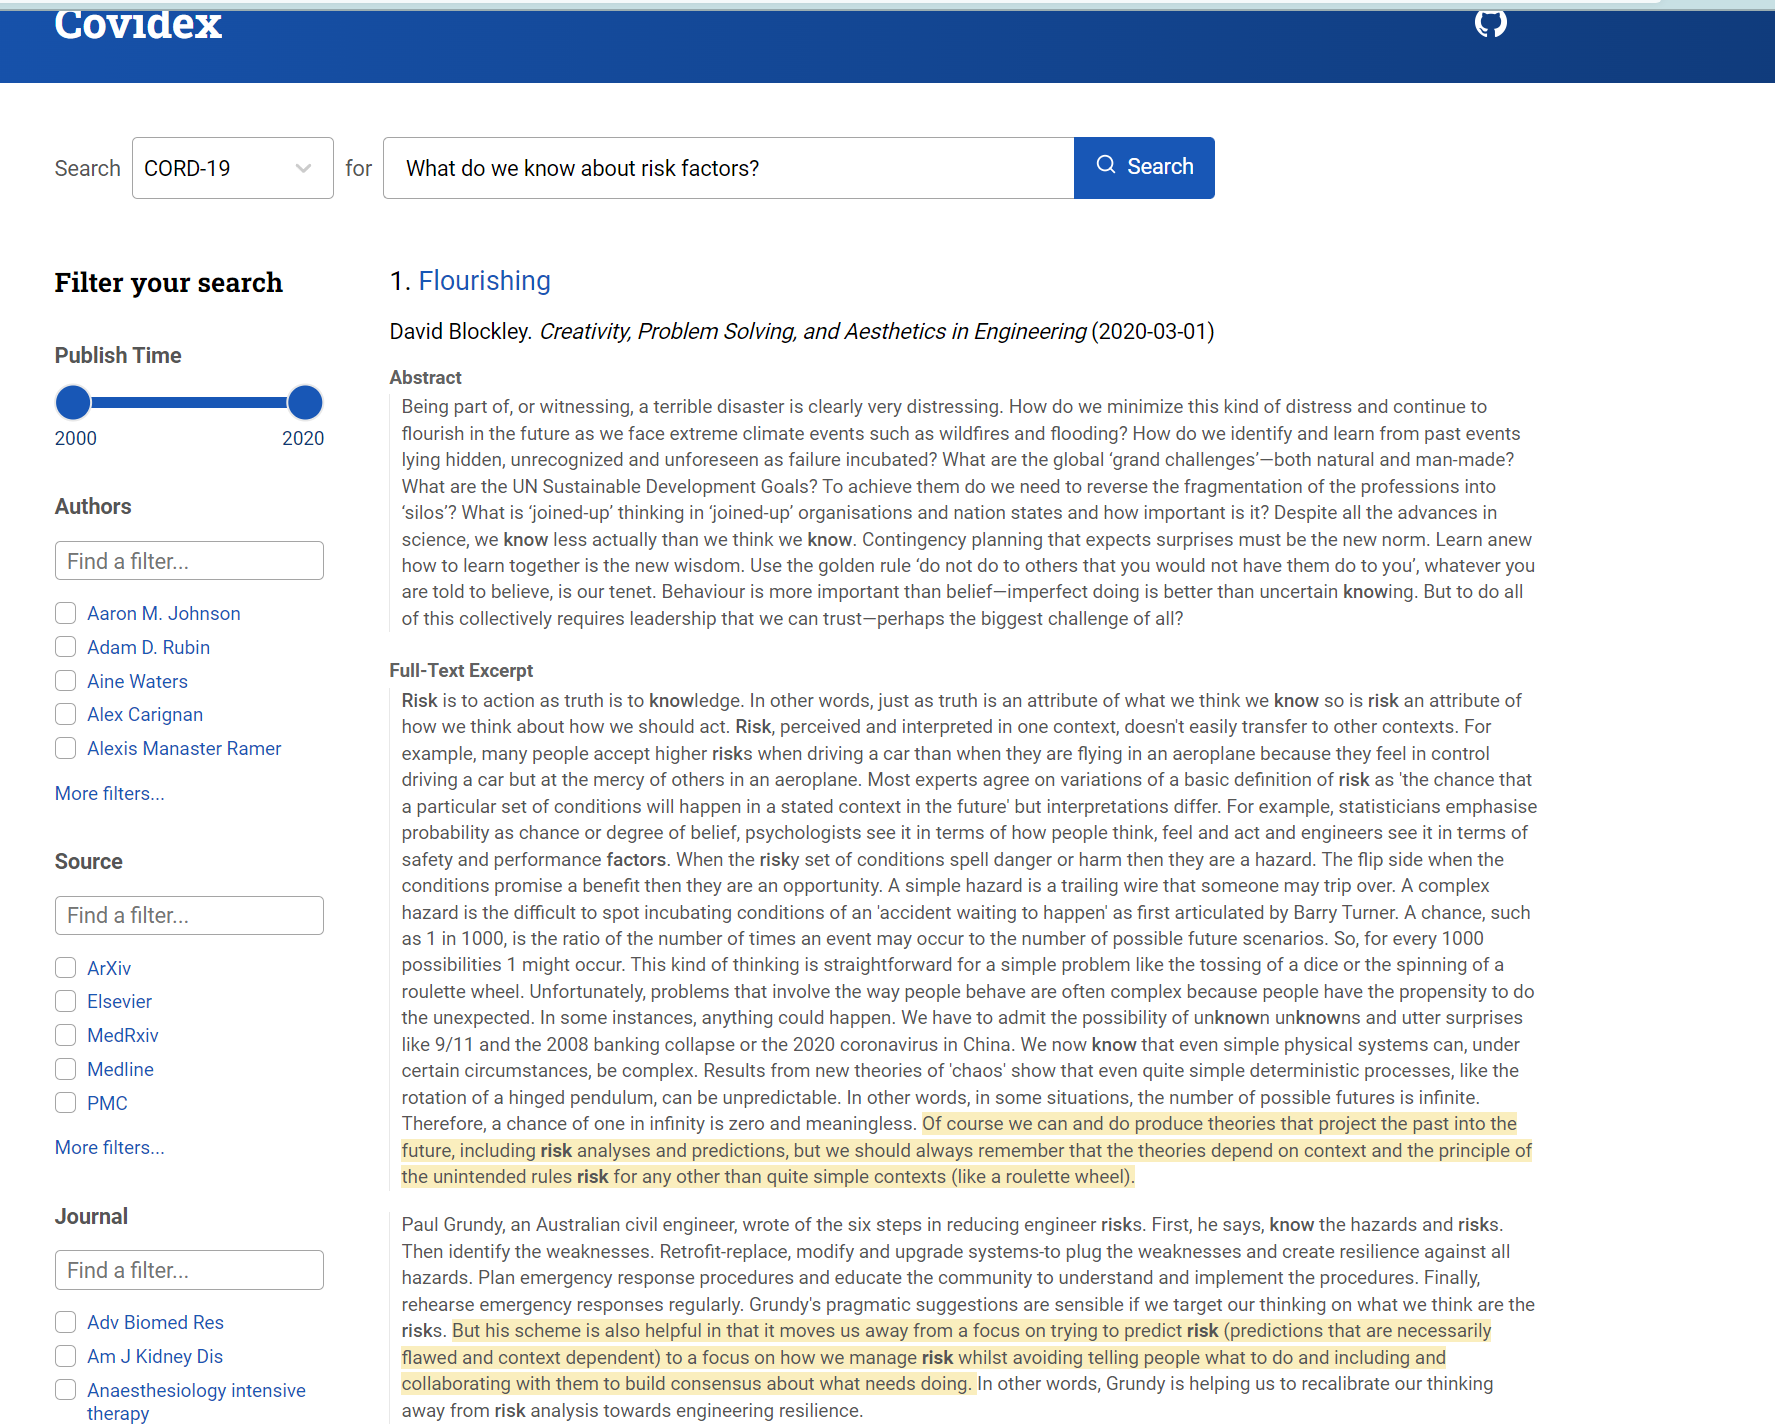 Covidex
Search
CORD-19
for
What do we know about risk factors?
Search
Filter your search
Publish Time
2000
2020
Authors
Find a filter...
Aaron M. Johnson
Adam D. Rubin
Aine Waters
Alex Carignan
Alexis Manaster Ramer
More filters...
Source
Find a filter...
ArXiv
Elsevier
MedRxiv
Medline
PMC
More filters...
Journal
Find a filter...
Adv Biomed Res
Am J Kidney Dis
Anaesthesiology intensive
therapy
1. Flourishing
David Blockley. Creativity, Problem Solving, and Aesthetics in Engineering (2020-03-01)
Abstract
Being part of, or witnessing, a terrible disaster is clearly very distressing. How do we minimize this kind of distress and continue to
flourish in the future as we face extreme climate events such as wildfires and flooding? How do we identify and learn from past events
lying hidden, unrecognized and unforeseen as failure incubated? What are the global ‘grand challenges’—both natural and man-made?
What are the UN Sustainable Development Goals? To achieve them do we need to reverse the fragmentation of the professions into
‘silos’? What is ‘joined-up’ thinking in ‘joined-up’ organisations and nation states and how important is it? Despite all the advances in
science, we know less actually than we think we know. Contingency planning that expects surprises must be the new norm. Learn anew
how to learn together is the new wisdom. Use the golden rule ‘do not do to others that you would not have them do to you’, whatever you
are told to believe, is our tenet. Behaviour is more important than belief—imperfect doing is better than uncertain knowing. But to do all
of this collectively requires leadership that we can trust—perhaps the biggest challenge of all?
Full-Text Excerpt
Risk is to action as truth is to knowledge. In other words, just as truth is an attribute of what we think we know so is risk an attribute of
how we think about how we should act. Risk, perceived and interpreted in one context, doesn't easily transfer to other contexts. For
example, many people accept higher risks when driving a car than when they are flying in an aeroplane because they feel in control
driving a car but at the mercy of others in an aeroplane. Most experts agree on variations of a basic definition of risk as 'the chance that
a particular set of conditions will happen in a stated context in the future' but interpretations differ. For example, statisticians emphasise
probability as chance or degree of belief, psychologists see it in terms of how people think, feel and act and engineers see it in terms of
safety and performance factors. When the risky set of conditions spell danger or harm then they are a hazard. The flip side when the
conditions promise a benefit then they are an opportunity. A simple hazard is a trailing wire that someone may trip over. A complex
hazard is the difficult to spot incubating conditions of an 'accident waiting to happen' as first articulated by Barry Turner. A chance, such
as 1 in 1000, is the ratio of the number of times an event may occur to the number of possible future scenarios. So, for every 1000
possibilities 1 might occur. This kind of thinking is straightforward for a simple problem like the tossing of a dice or the spinning of a
roulette wheel. Unfortunately, problems that involve the way people behave are often complex because people have the propensity to do
the unexpected. In some instances, anything could happen. We have to admit the possibility of unknown unknowns and utter surprises
like 9/11 and the 2008 banking collapse or the 2020 coronavirus in China. We now know that even simple physical systems can, under
certain circumstances, be complex. Results from new theories of 'chaos' show that even quite simple deterministic processes, like the
rotation of a hinged pendulum, can be unpredictable. In other words, in some situations, the number of possible futures is infinite.
Therefore, a chance of one in infinity is zero and meaningless. Of course we can and do produce theories that project the past into the
future, including risk analyses and predictions, but we should always remember that the theories depend on context and the principle of
the unintended rules risk for any other than quite simple contexts (like a roulette wheel).
Paul Grundy, an Australian civil engineer, wrote of the six steps in reducing engineer risks. First, he says, know the hazards and risks.
Then identify the weaknesses. Retrofit-replace, modify and upgrade systems-to plug the weaknesses and create resilience against all
hazards. Plan emergency response procedures and educate the community to understand and implement the procedures. Finally,
rehearse emergency responses regularly. Grundy's pragmatic suggestions are sensible if we target our thinking on what we think are the
risks. But his scheme is also helpful in that it moves us away from a focus on trying to predict risk (predictions that are necessarily
flawed and context dependent) to a focus on how we manage risk whilst avoiding telling people what to do and including and
collaborating with them to build consensus about what needs doing. In other words, Grundy is helping us to recalibrate our thinking
away from risk analysis towards engineering resilience.